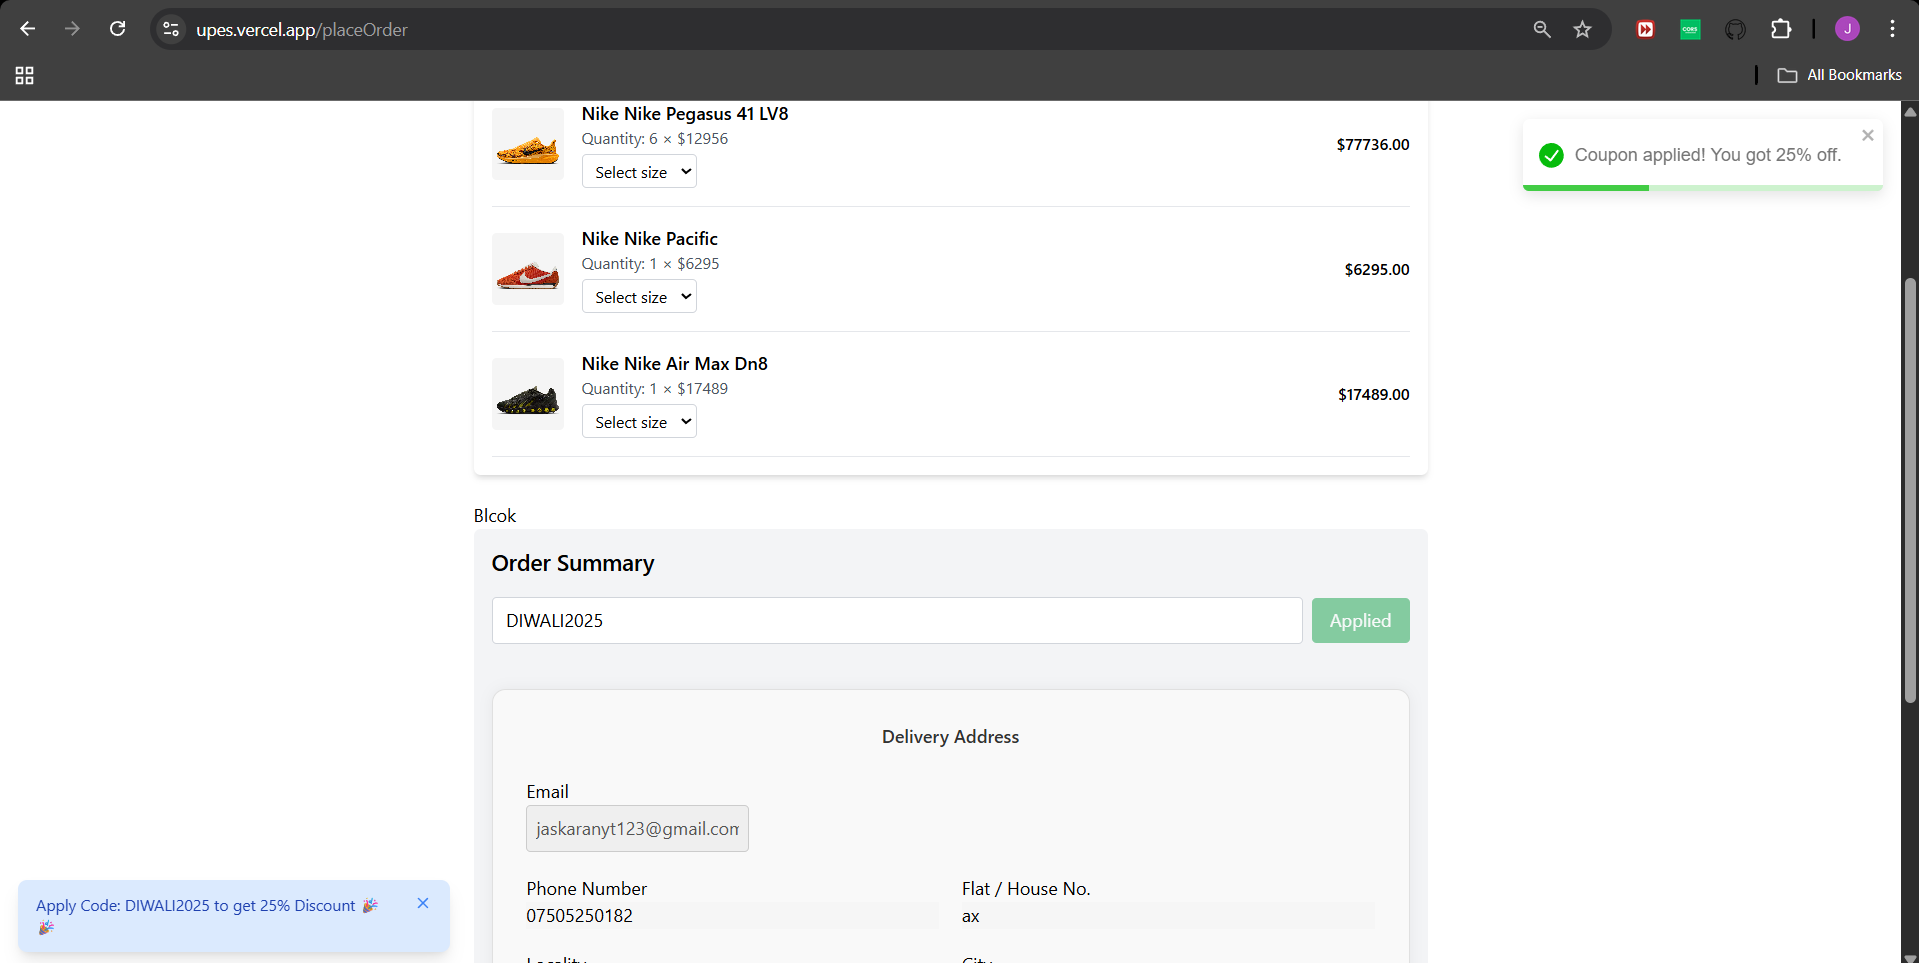 upes.vercel.app/placeOrder
J
CORS
All Bookmarks
Nike Nike Pegasus 41 LV8
Quantity: 6 × $12956
Select size
$77736.00
Coupon applied! You got 25% off.
Nike Nike Pacific
Quantity: 1 × $6295
Select size
$6295.00
Nike Nike Air Max Dn8
Quantity: 1 × $17489
Select size
$17489.00
Blcok
Order Summary
DIWALI2025
Applied
Delivery Address
Email
jaskaranyt123@gmail.com
Phone Number
07505250182
Flat / House No.
ax
Apply Code: DIWALI2025 to get 25% Discount 🎉
🎉
Locality
City